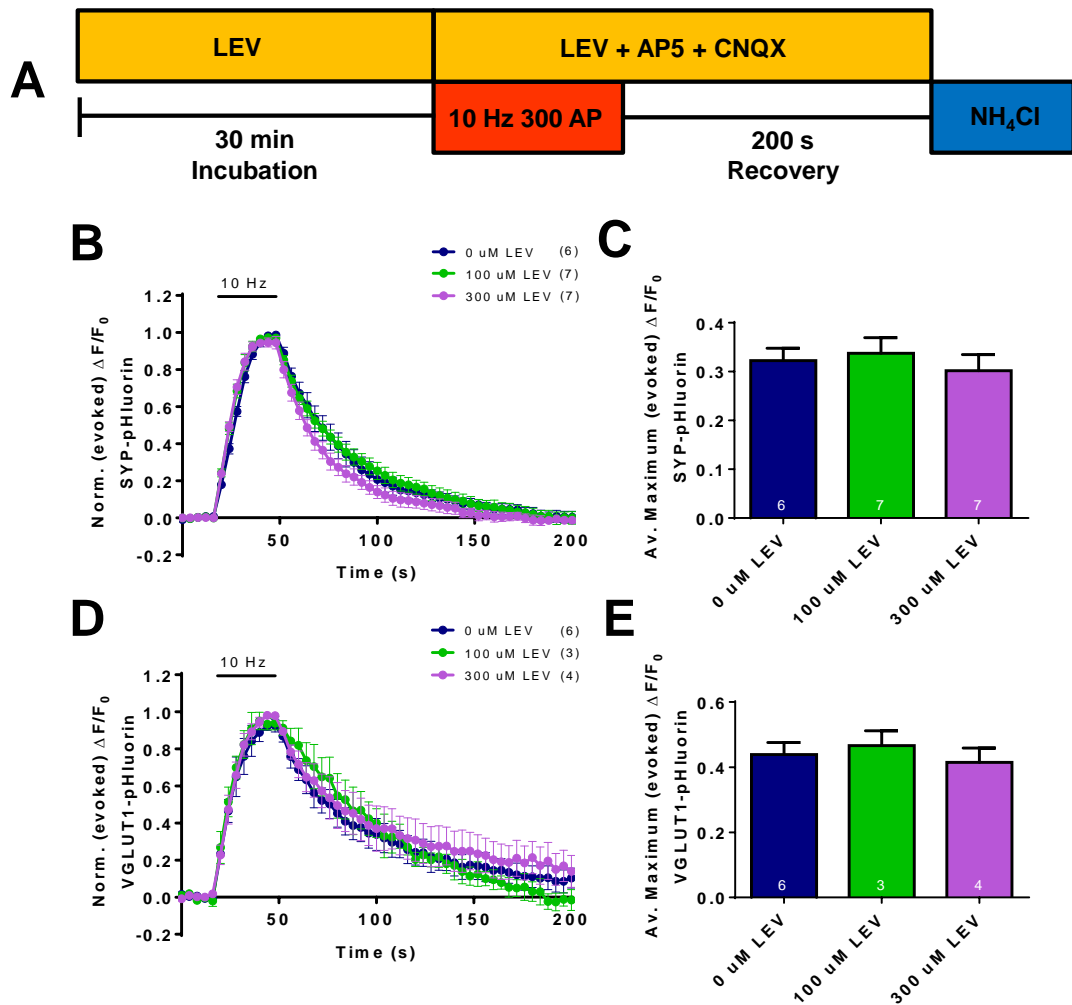 A
LEV
LEV + AP5 + CNQX
10 Hz 300 AP
NH4Cl
30 min
Incubation
200 s
Recovery
B
0 uM LEV (6)
100 uM LEV (7)
300 uM LEV (7)
10 Hz
Norm. (evoked) ΔF/F0
SYP-pHluorin
1.2
1.0
0.8
0.6
0.4
0.2
0.0
-0.2
50
100
150
200
Time (s)
C
Av. Maximum (evoked) ΔF/F0
SYP-pHluorin
0.4
0.3
0.2
0.1
0.0
6
7
7
0 uM LEV
100 uM LEV
300 uM LEV
D
0 uM LEV (6)
100 uM LEV (3)
300 uM LEV (4)
10 Hz
Norm. (evoked) ΔF/F0
VGLUT1-pHluorin
1.2
1.0
0.8
0.6
0.4
0.2
0.0
-0.2
50
100
150
200
Time (s)
E
Av. Maximum (evoked) ΔF/F0
VGLUT1-pHluorin
0.6
0.4
0.2
0.0
6
3
4
0 uM LEV
100 uM LEV
300 uM LEV